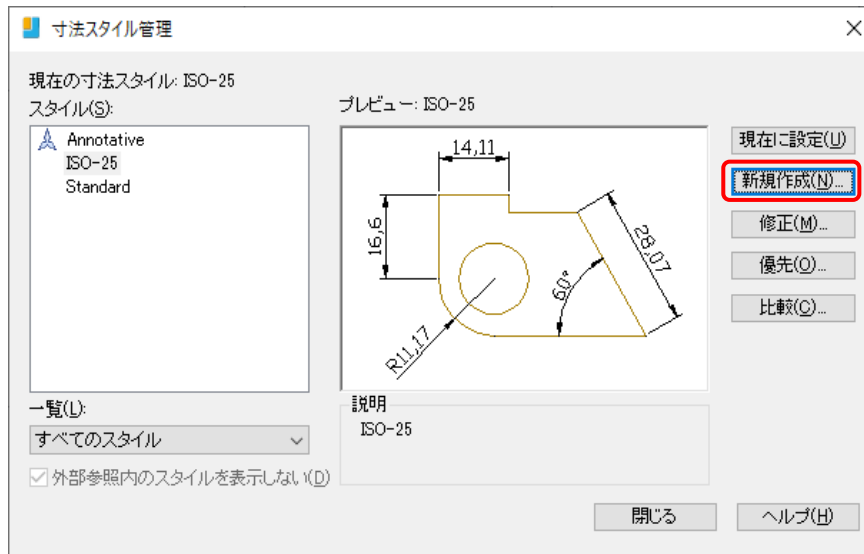 寸法スタイル管理
現在の寸法スタイル: ISO-25
スタイル(S):
Annotative
ISO-25
Standard
プレビュー: ISO-25
14,11
16,6
28,07
60°
R11,17
現在に設定(U)
新規作成(N)...
修正(M)...
優先(O)...
比較(C)...
一覧(L):
すべてのスタイル
外部参照内のスタイルを表示しない(D)
説明
ISO-25
閉じる
ヘルプ(H)